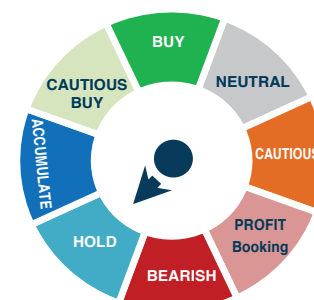 BUY
NEUTRAL
CAUTIOUS
PROFIT
Booking
BEARISH
HOLD
ACCUMULATE
CAUTIOUS
BUY